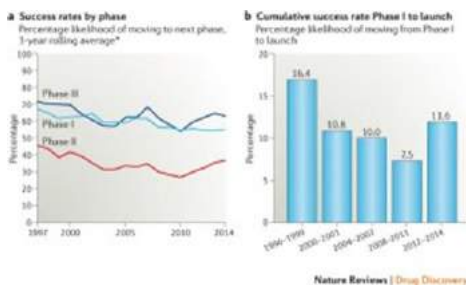 a Success rates by phase
Percentage likelihood of moving to next phase,
3-year rolling average*
100
90
80
70
60
50
40
30
20
10
0
Percentage
Phase III
Phase I
Phase II
1997
2000
2005
2010
2014
b Cumulative success rate Phase I to launch
Percentage likelihood of moving from Phase I
to launch
20
15
10
5
0
Percentage
16.4
10.8
10.0
7.5
11.6
1996–1999
2000–2003
2008–2011
2012–2014
Nature Reviews | Drug Discovery